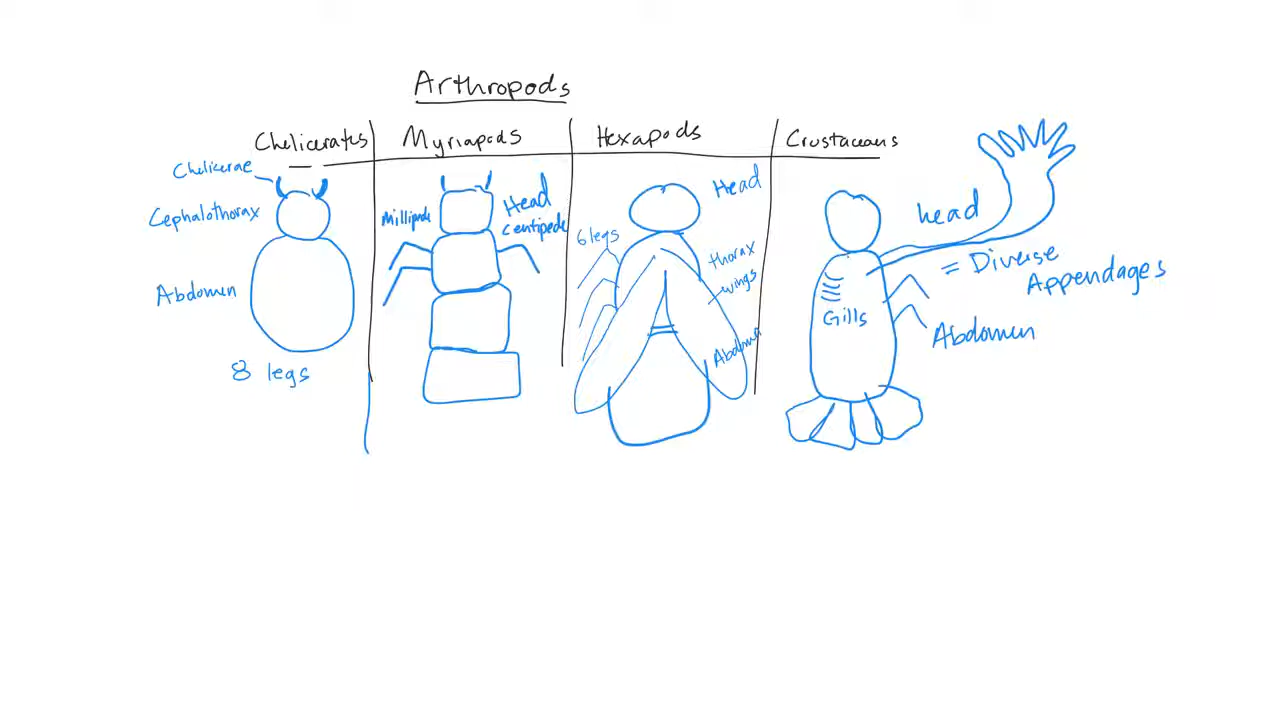 Arthropods
Chelicerates
Myriapods
Hexapods
Crustaceans
Chelicerae
Cephalothorax
Abdomen
8 legs
Millipede
Head
Centipede
Head
6 legs
thorax
wings
Abdomen
head
= Diverse
Appendages
Gills
Abdomen